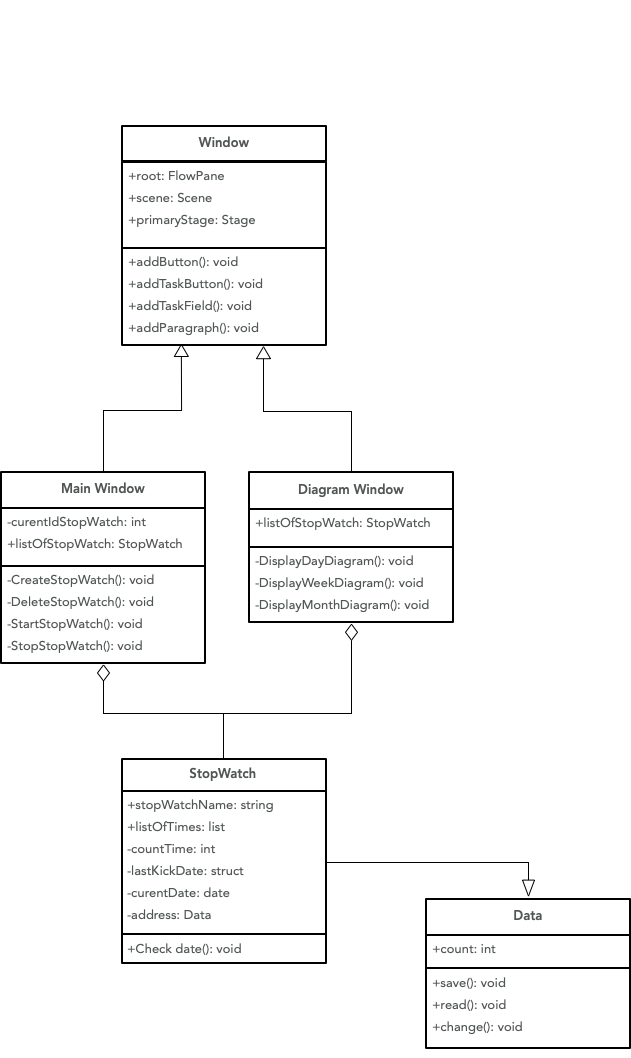 Window
+root: FlowPane
+scene: Scene
+primaryStage: Stage
+addButton(): void
+addTaskButton(): void
+addTaskField(): void
+addParagraph(): void
Main Window
-curentIdStopWatch: int
+listOfStopWatch: StopWatch
-CreateStopWatch(): void
-DeleteStopWatch(): void
-StartStopWatch(): void
-StopStopWatch(): void
Diagram Window
+listOfStopWatch: StopWatch
-DisplayDayDiagram(): void
-DisplayWeekDiagram(): void
-DisplayMonthDiagram(): void
StopWatch
+stopWatchName: string
+listOfTimes: list
-countTime: int
-lastKickDate: struct
-curentDate: date
-address: Data
+Check date(): void
Data
+count: int
+save(): void
+read(): void
+change(): void